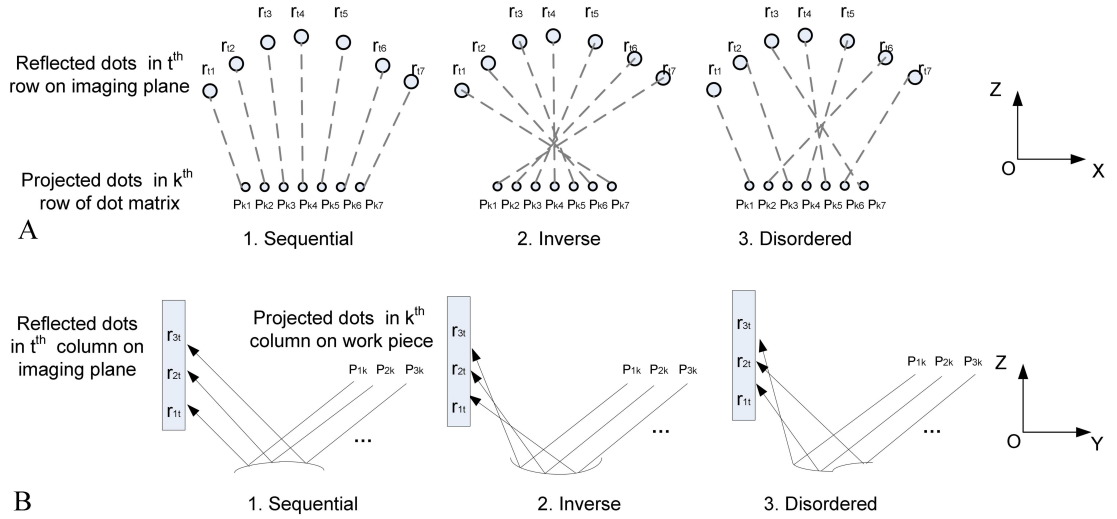 rt3 rt4 rt5 rt3 rt4 rt5 rt3 rt4 rt5
rt2 rt6 rt2 rt6 rt2 rt6
rt1 rt7 rt1 rt7 rt1 rt7
Reflected dots in tth
row on imaging plane
Z
O X
Projected dots in kth
row of dot matrix
Pk1 Pk2 Pk3 Pk4 Pk5 Pk6 Pk7 Pk1 Pk2 Pk3 Pk4 Pk5 Pk6 Pk7 Pk1 Pk2 Pk3 Pk4 Pk5 Pk6 Pk7
A
1. Sequential 2. Inverse 3. Disordered
Reflected dots
in tth column on
imaging plane
Projected dots in kth
column on work piece
r3t r3t r3t
r2t r2t r2t
r1t r1t r1t
P1k P2k P3k P1k P2k P3k P1k P2k P3k
... ... ...
Z
O Y
B
1. Sequential 2. Inverse 3. Disordered